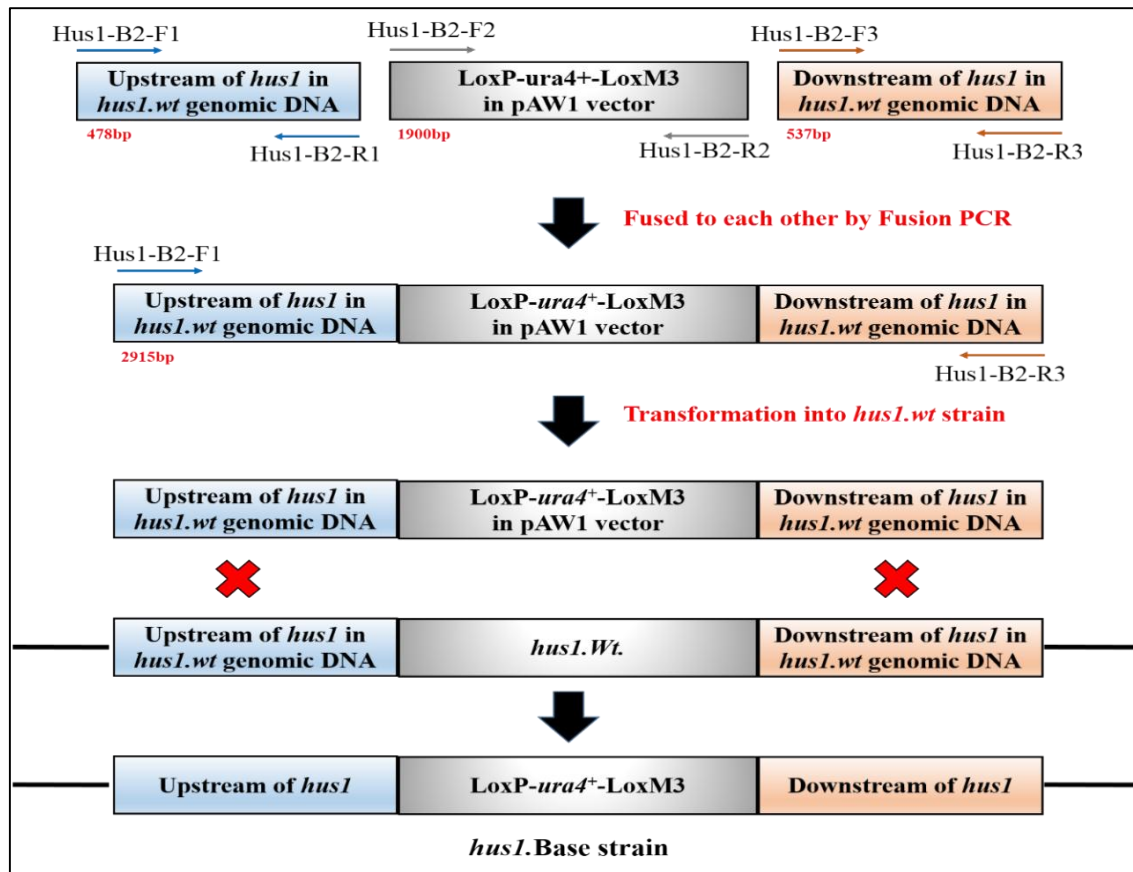 Hus1-B2-F1
Hus1-B2-F2
Hus1-B2-F3
Upstream of hus1 in
hus1.wt genomic DNA
LoxP-ura4+-LoxM3
in pAW1 vector
Downstream of hus1 in
hus1.wt genomic DNA
478bp
1900bp
537bp
Hus1-B2-R1
Hus1-B2-R2
Hus1-B2-R3
Fused to each other by Fusion PCR
Hus1-B2-F1
Upstream of hus1 in
hus1.wt genomic DNA
LoxP-ura4⁺-LoxM3
in pAW1 vector
Downstream of hus1 in
hus1.wt genomic DNA
2915bp
Hus1-B2-R3
Transformation into hus1.wt strain
Upstream of hus1 in
hus1.wt genomic DNA
LoxP-ura4⁺-LoxM3
in pAW1 vector
Downstream of hus1 in
hus1.wt genomic DNA
Upstream of hus1 in
hus1.wt genomic DNA
hus1.Wt.
Downstream of hus1 in
hus1.wt genomic DNA
Upstream of hus1
LoxP-ura4⁺-LoxM3
Downstream of hus1
hus1.Base strain